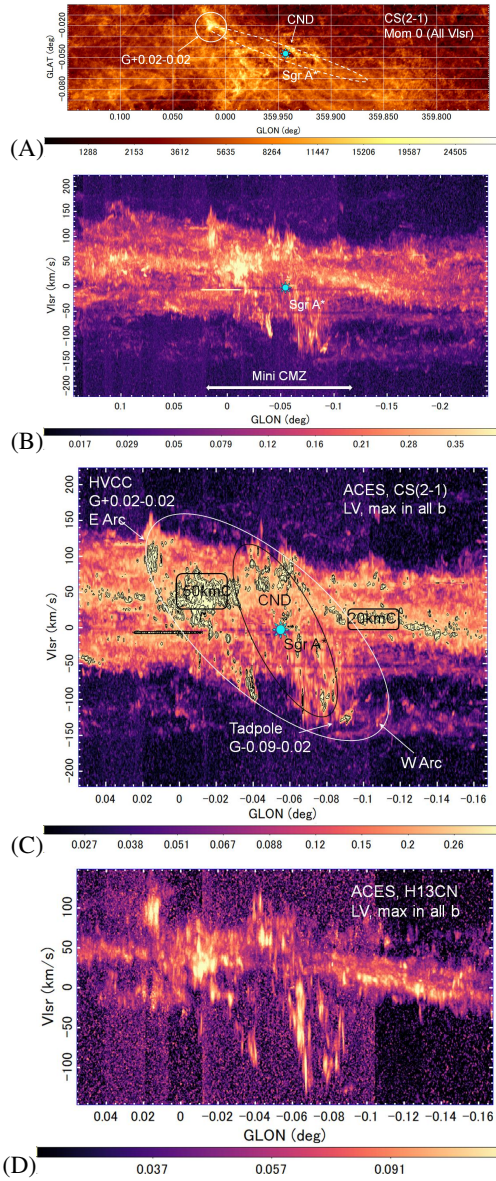 CND
CS(2-1)
Mom 0 (All Vlsr)
G+0.02-0.02
Sgr A*
GLAT (deg)
-0.020
-0.050
-0.080
0.100 0.050 0.000 359.950 359.900 359.850 359.800
GLON (deg)
(A)
1288 2153 3612 5635 8264 11447 15206 19587 24505
Vlsr (km/s)
150
100
50
0
-50
-100
-150
-200
Sgr A*
Mini CMZ
0.1 0.05 0 -0.05 -0.1 -0.15 -0.2
GLON (deg)
(B)
0.017 0.029 0.05 0.079 0.12 0.16 0.21 0.28 0.35
HVCC
G+0.02-0.02
E Arc
ACES, CS(2-1)
LV, max in all b
Vlsr (km/s)
200
150
100
50
0
-50
-100
-150
-200
50kmC
CND
20kmC
Sgr A*
Tadpole
G-0.09-0.02
W Arc
0.04 0.02 0 -0.02 -0.04 -0.06 -0.08 -0.1 -0.12 -0.14 -0.16
GLON (deg)
(C)
0.027 0.038 0.051 0.067 0.088 0.12 0.15 0.2 0.26
ACES, H13CN
LV, max in all b
Vlsr (km/s)
100
50
0
-50
-100
0.04 0.02 0 -0.02 -0.04 -0.06 -0.08 -0.1 -0.12 -0.14 -0.16
GLON (deg)
(D)
0.037 0.057 0.091